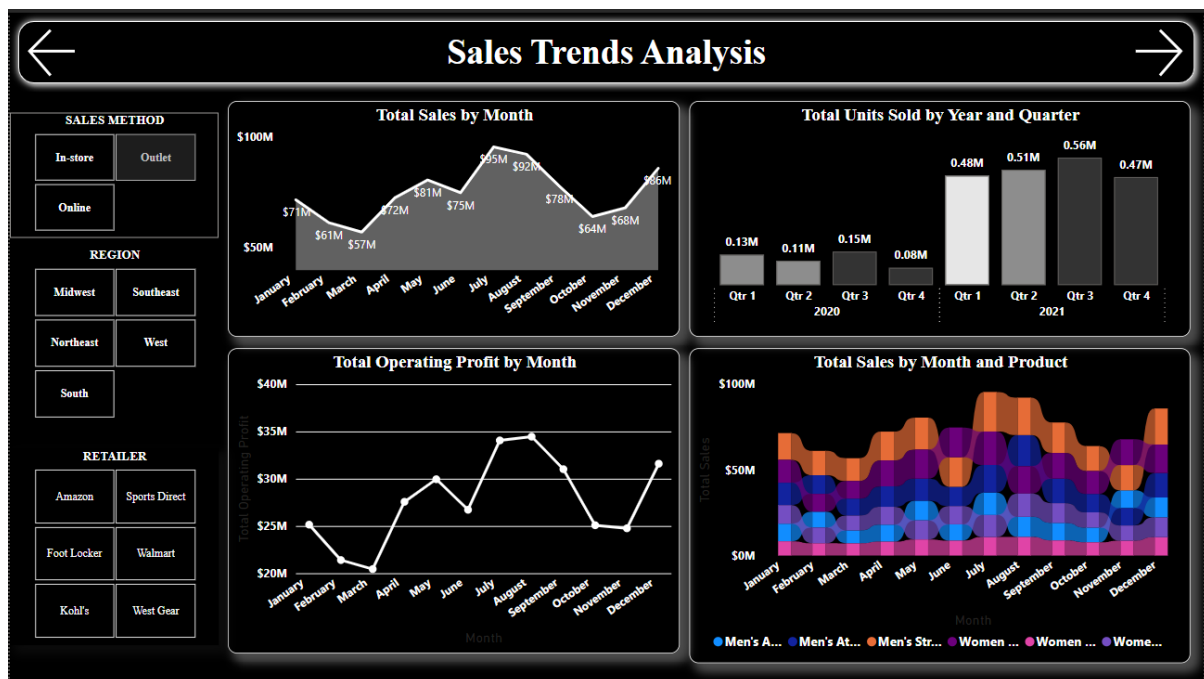 Sales Trends Analysis
SALES METHOD
In-store
Outlet
Online
REGION
Midwest
Southeast
Northeast
West
South
RETAILER
Amazon
Sports Direct
Foot Locker
Walmart
Kohl's
West Gear
Total Sales by Month
$100M
$50M
$71M
$61M
$57M
$72M
$81M
$75M
$95M
$92M
$78M
$64M
$68M
$86M
January
February
March
April
May
June
July
August
September
October
November
December
Total Units Sold by Year and Quarter
0.13M
0.11M
0.15M
0.08M
0.48M
0.51M
0.56M
0.47M
Qtr 1 Qtr 2 Qtr 3 Qtr 4 Qtr 1 Qtr 2 Qtr 3 Qtr 4
2020 2021
Total Operating Profit by Month
Total Operating Profit
$40M
$35M
$30M
$25M
$20M
January
February
March
April
May
June
July
August
September
October
November
December
Month
Total Sales by Month and Product
Total Sales
$100M
$50M
$0M
January
February
March
April
May
June
July
August
September
October
November
December
Month
Men's A... Men's At... Men's Str... Women ... Women ... Wome...